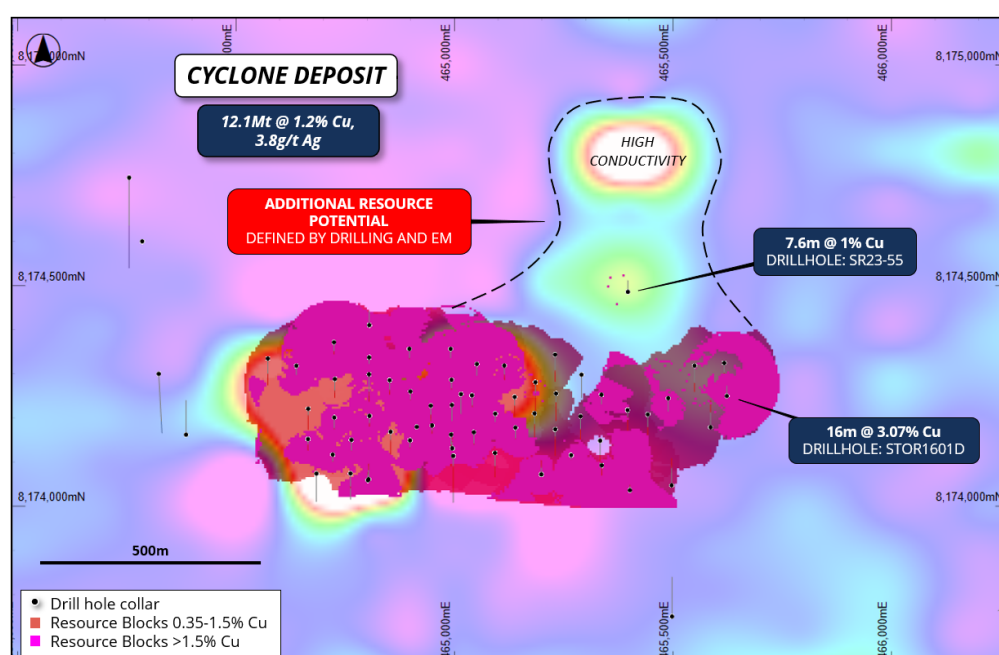 8,175,000mN
465,000mE
465,500mE
466,000mE
8,175,000mN
CYCLONE DEPOSIT
12.1Mt @ 1.2% Cu,
3.8g/t Ag
HIGH
CONDUCTIVITY
ADDITIONAL RESOURCE
POTENTIAL
DEFINED BY DRILLING AND EM
7.6m @ 1% Cu
DRILLHOLE: SR23-55
8,174,500mN
8,174,500mN
16m @ 3.07% Cu
DRILLHOLE: STOR1601D
8,174,000mN
8,174,000mN
500m
Drill hole collar
Resource Blocks 0.35-1.5% Cu
Resource Blocks >1.5% Cu
465,000mE
465,500mE
466,000mE